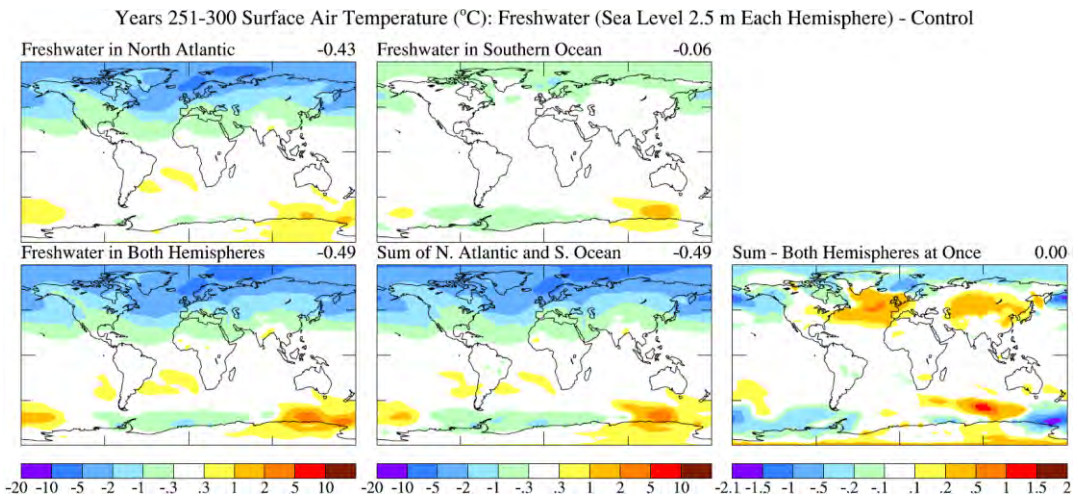 Years 251-300 Surface Air Temperature (°C): Freshwater (Sea Level 2.5 m Each Hemisphere) - Control
Freshwater in North Atlantic -0.43
Freshwater in Southern Ocean -0.06
Freshwater in Both Hemispheres -0.49
Sum of N. Atlantic and S. Ocean -0.49
Sum - Both Hemispheres at Once 0.00
-20 -10 -5 -2 -1 -.3 .3 1 2 5 10
-20 -10 -5 -2 -1 -.3 .3 1 2 5 10
-2.1 -1.5 -1 -.5 -.2 -.1 .1 .2 .5 1 1.5 2